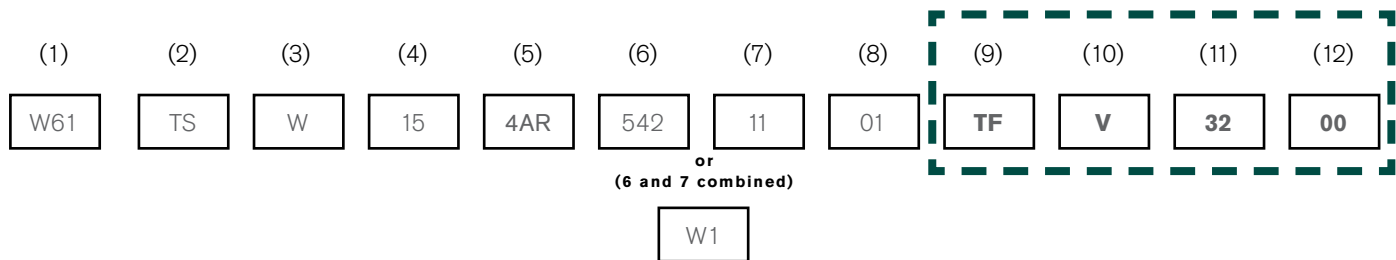 (1) (2) (3) (4) (5) (6) (7) (8) (9) (10) (11) (12)
W61 TS W 15 4AR 542 11 01 TF V 32 00
or
(6 and 7 combined)
W1